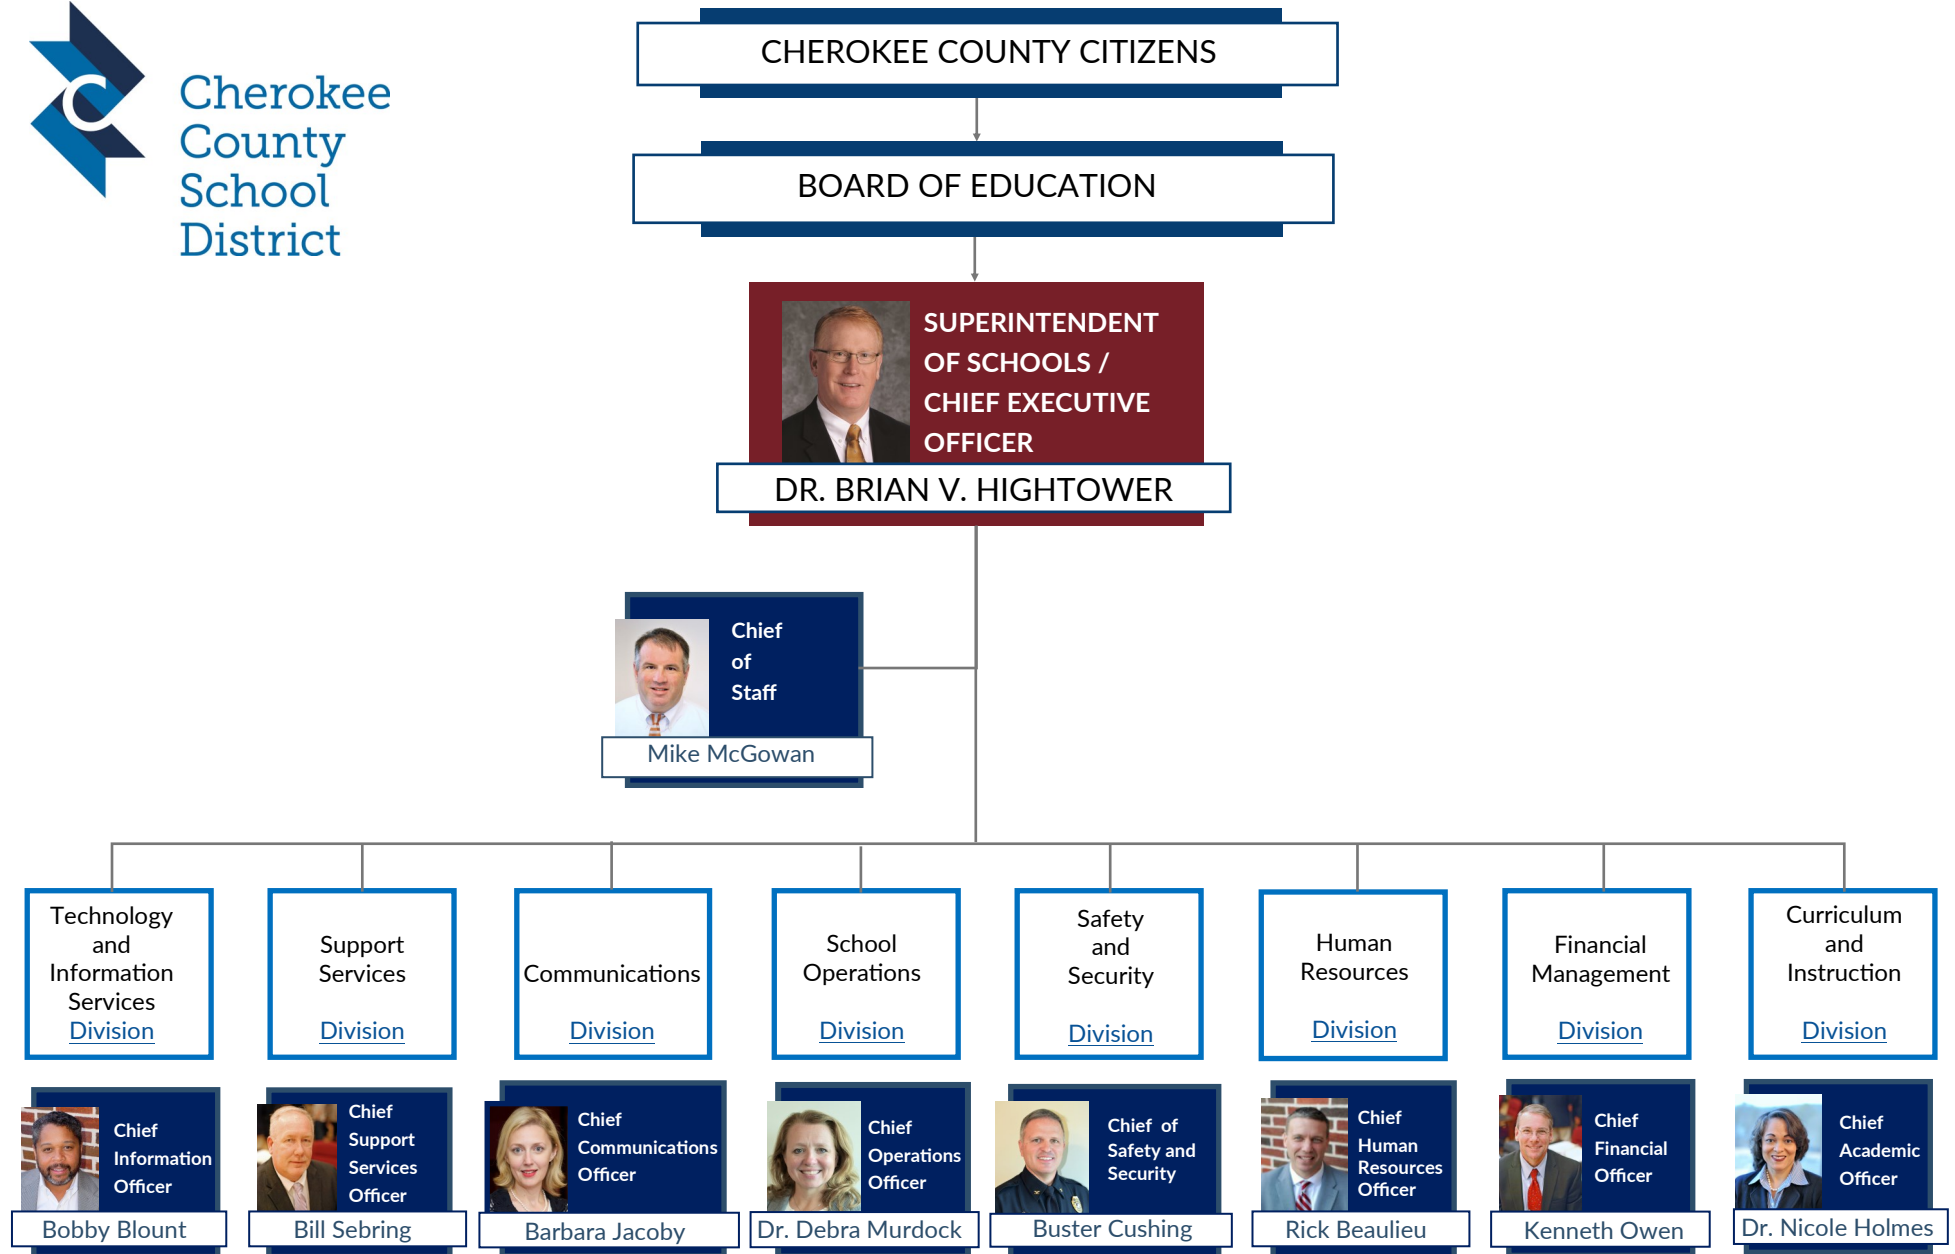 C
Cherokee
County
School
District
CHEROKEE COUNTY CITIZENS
BOARD OF EDUCATION
SUPERINTENDENT
OF SCHOOLS /
CHIEF EXECUTIVE
OFFICER
DR. BRIAN V. HIGHTOWER
Chief
of
Staff
Mike McGowan
Technology
and
Information
Services
Division
Support
Services
Division
Communications
Division
School
Operations
Division
Safety
and
Security
Division
Human
Resources
Division
Financial
Management
Division
Curriculum
and
Instruction
Division
Chief
Information
Officer
Bobby Blount
Chief
Support
Services
Officer
Bill Sebring
Chief
Communications
Officer
Barbara Jacoby
Chief
Operations
Officer
Dr. Debra Murdock
Chief of
Safety and
Security
Buster Cushing
Chief
Human
Resources
Officer
Rick Beaulieu
Chief
Financial
Officer
Kenneth Owen
Chief
Academic
Officer
Dr. Nicole Holmes